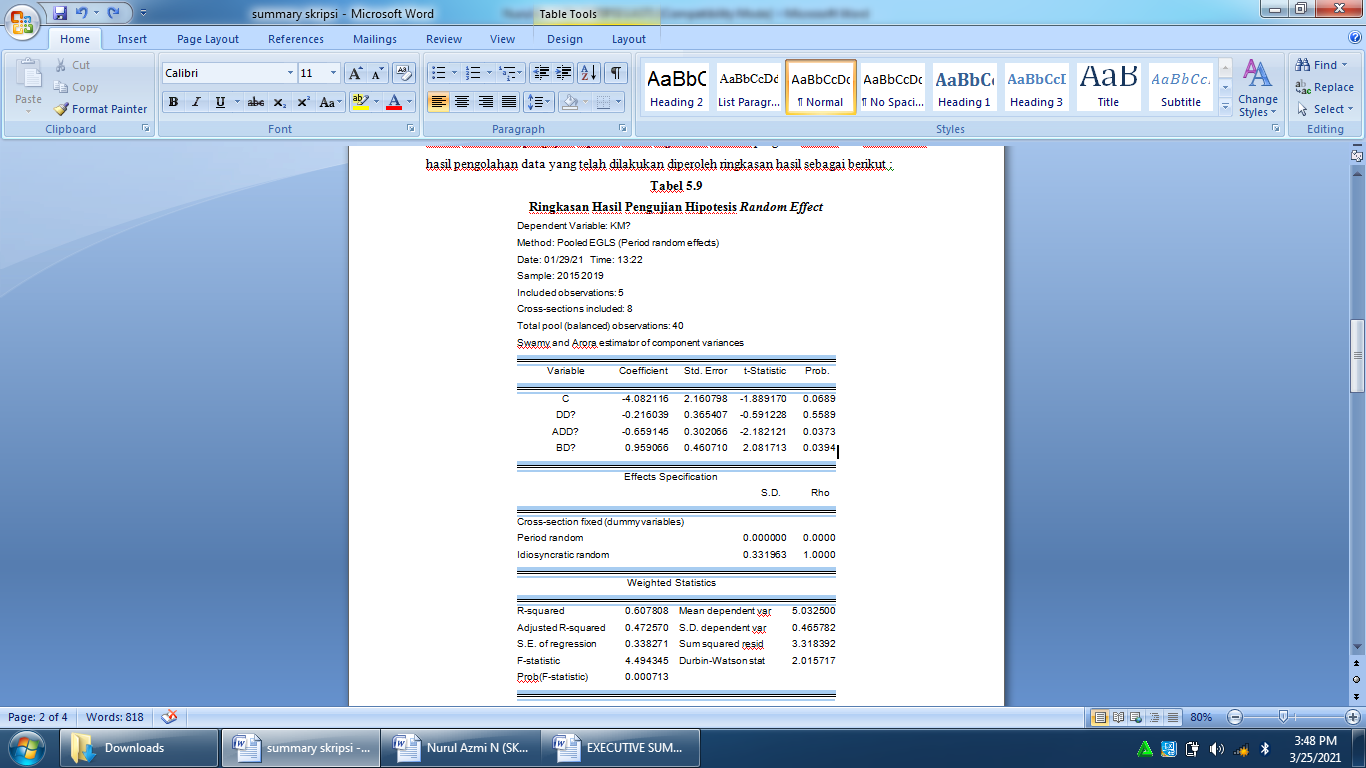 summary skripsi - Microsoft Word
Table Tools
Home Insert Page Layout References Mailings Review View Design Layout
Paste
Cut
Copy
Format Painter
Clipboard
Calibri 11
Font
Paragraph
AaBbC AaBbCcDd AaBbCcDc AaBbCcDc AaBbC AaBbCcI AaB AaBbCc.
Heading 2 List Paragr... ¶ Normal ¶ No Spaci... Heading 1 Heading 3 Title Subtitle
Styles
Change Styles
Find
Replace
Select
Editing
hasil pengolahan data yang telah dilakukan diperoleh ringkasan hasil sebagai berikut ;
Tabel 5.9
Ringkasan Hasil Pengujian Hipotesis Random Effect
Dependent Variable: KM?
Method: Pooled EGLS (Period random effects)
Date: 01/29/21 Time: 13:22
Sample: 2015 2019
Included observations: 5
Cross-sections included: 8
Total pool (balanced) observations: 40
Swamy and Arora estimator of component variances
Variable Coefficient Std. Error t-Statistic Prob.
C -4.082116 2.160798 -1.889170 0.0689
DD? -0.216039 0.365407 -0.591228 0.5589
ADD? -0.659145 0.302066 -2.182121 0.0373
BD? 0.959066 0.460710 2.081713 0.0394
Effects Specification
S.D. Rho
Cross-section fixed (dummy variables)
Period random 0.000000 0.0000
Idiosyncratic random 0.331963 1.0000
Weighted Statistics
R-squared 0.607808 Mean dependent var 5.032500
Adjusted R-squared 0.472570 S.D. dependent var 0.465782
S.E. of regression 0.338271 Sum squared resid 3.318392
F-statistic 4.494345 Durbin-Watson stat 2.015717
Prob(F-statistic) 0.000713
Page: 2 of 4 Words: 818 80%
Downloads summary skripsi -... Nurul Azmi N (SK... EXECUTIVE SUM...
3:48 PM
3/25/2021